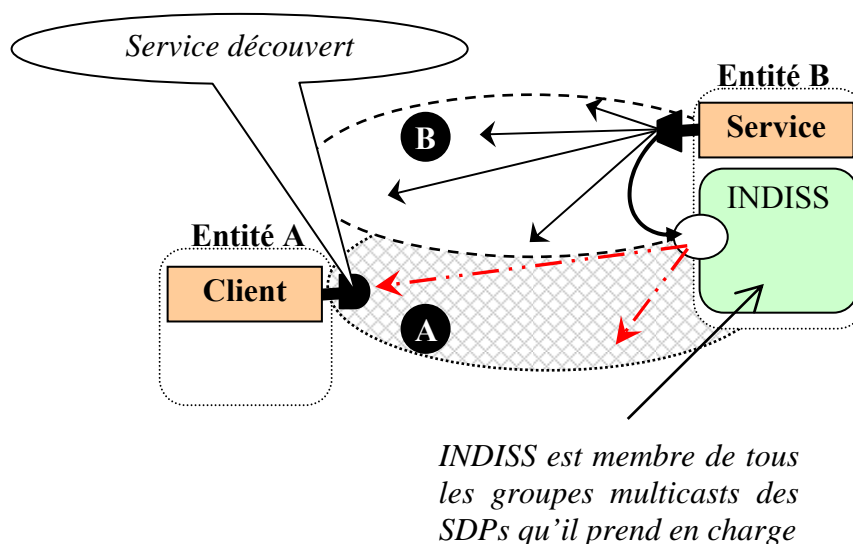 Service découvert
Entité B
B
Service
INDISS
Entité A
Client
A
INDISS est membre de tous
les groupes multicasts des
SDPs qu'il prend en charge